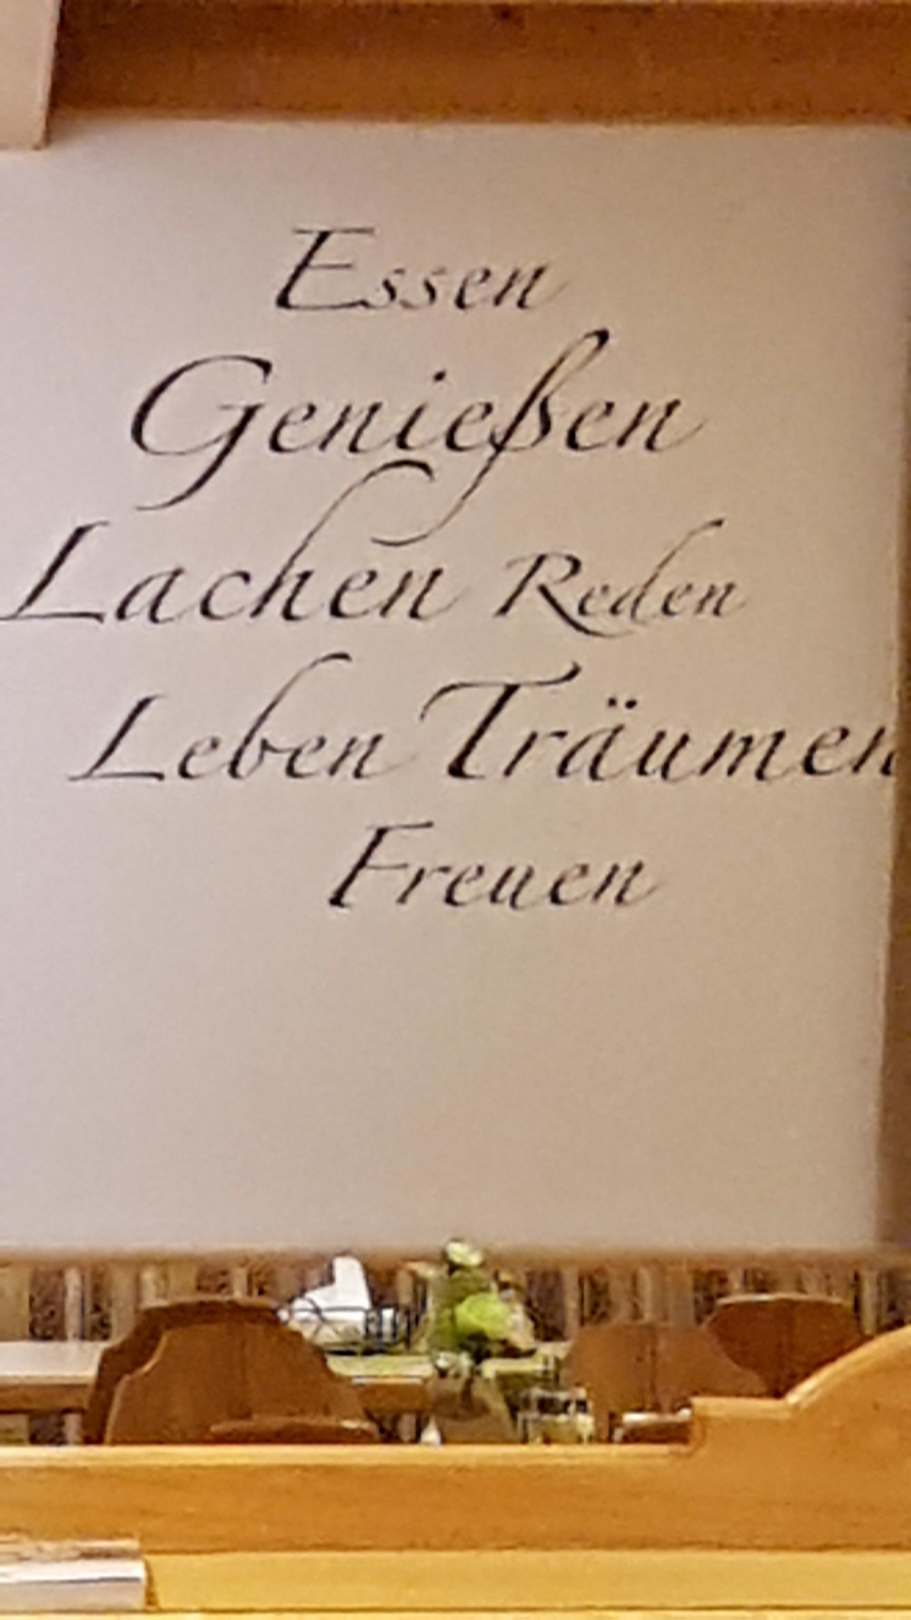 Essen
Genießen
Lachen Reden
Leben Träumen
Freuen